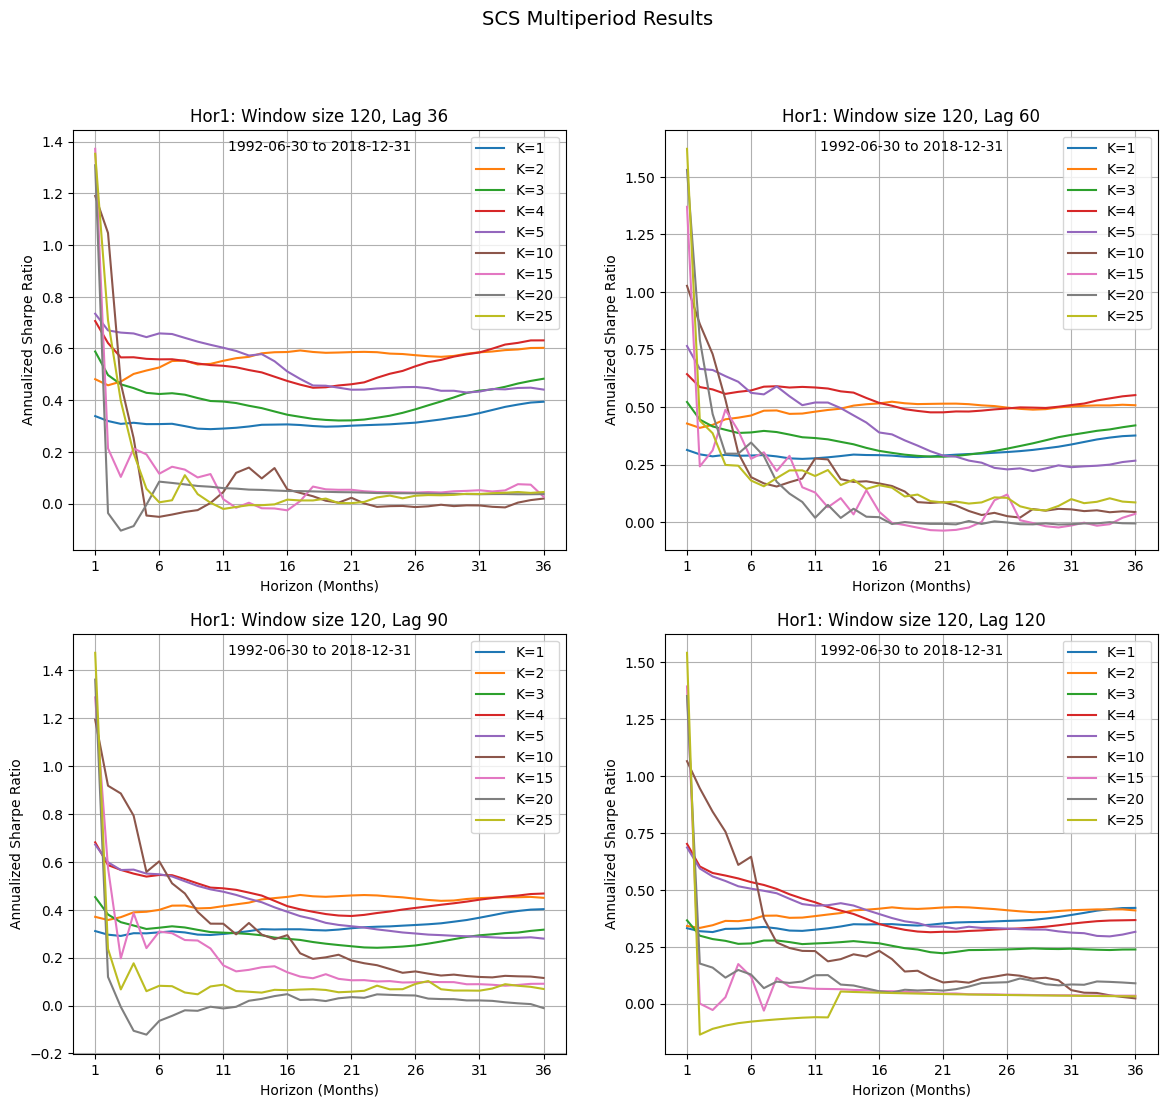 SCS Multiperiod Results
Hor1: Window size 120, Lag 36
1992-06-30 to 2018-12-31
Annualized Sharpe Ratio
1.4
1.2
1.0
0.8
0.6
0.4
0.2
0.0
K=1
K=2
K=3
K=4
K=5
K=10
K=15
K=20
K=25
1 6 11 16 21 26 31 36
Horizon (Months)
Hor1: Window size 120, Lag 60
1992-06-30 to 2018-12-31
Annualized Sharpe Ratio
1.50
1.25
1.00
0.75
0.50
0.25
0.00
K=1
K=2
K=3
K=4
K=5
K=10
K=15
K=20
K=25
1 6 11 16 21 26 31 36
Horizon (Months)
Hor1: Window size 120, Lag 90
1992-06-30 to 2018-12-31
Annualized Sharpe Ratio
1.4
1.2
1.0
0.8
0.6
0.4
0.2
0.0
−0.2
K=1
K=2
K=3
K=4
K=5
K=10
K=15
K=20
K=25
1 6 11 16 21 26 31 36
Horizon (Months)
Hor1: Window size 120, Lag 120
1992-06-30 to 2018-12-31
Annualized Sharpe Ratio
1.50
1.25
1.00
0.75
0.50
0.25
0.00
K=1
K=2
K=3
K=4
K=5
K=10
K=15
K=20
K=25
1 6 11 16 21 26 31 36
Horizon (Months)